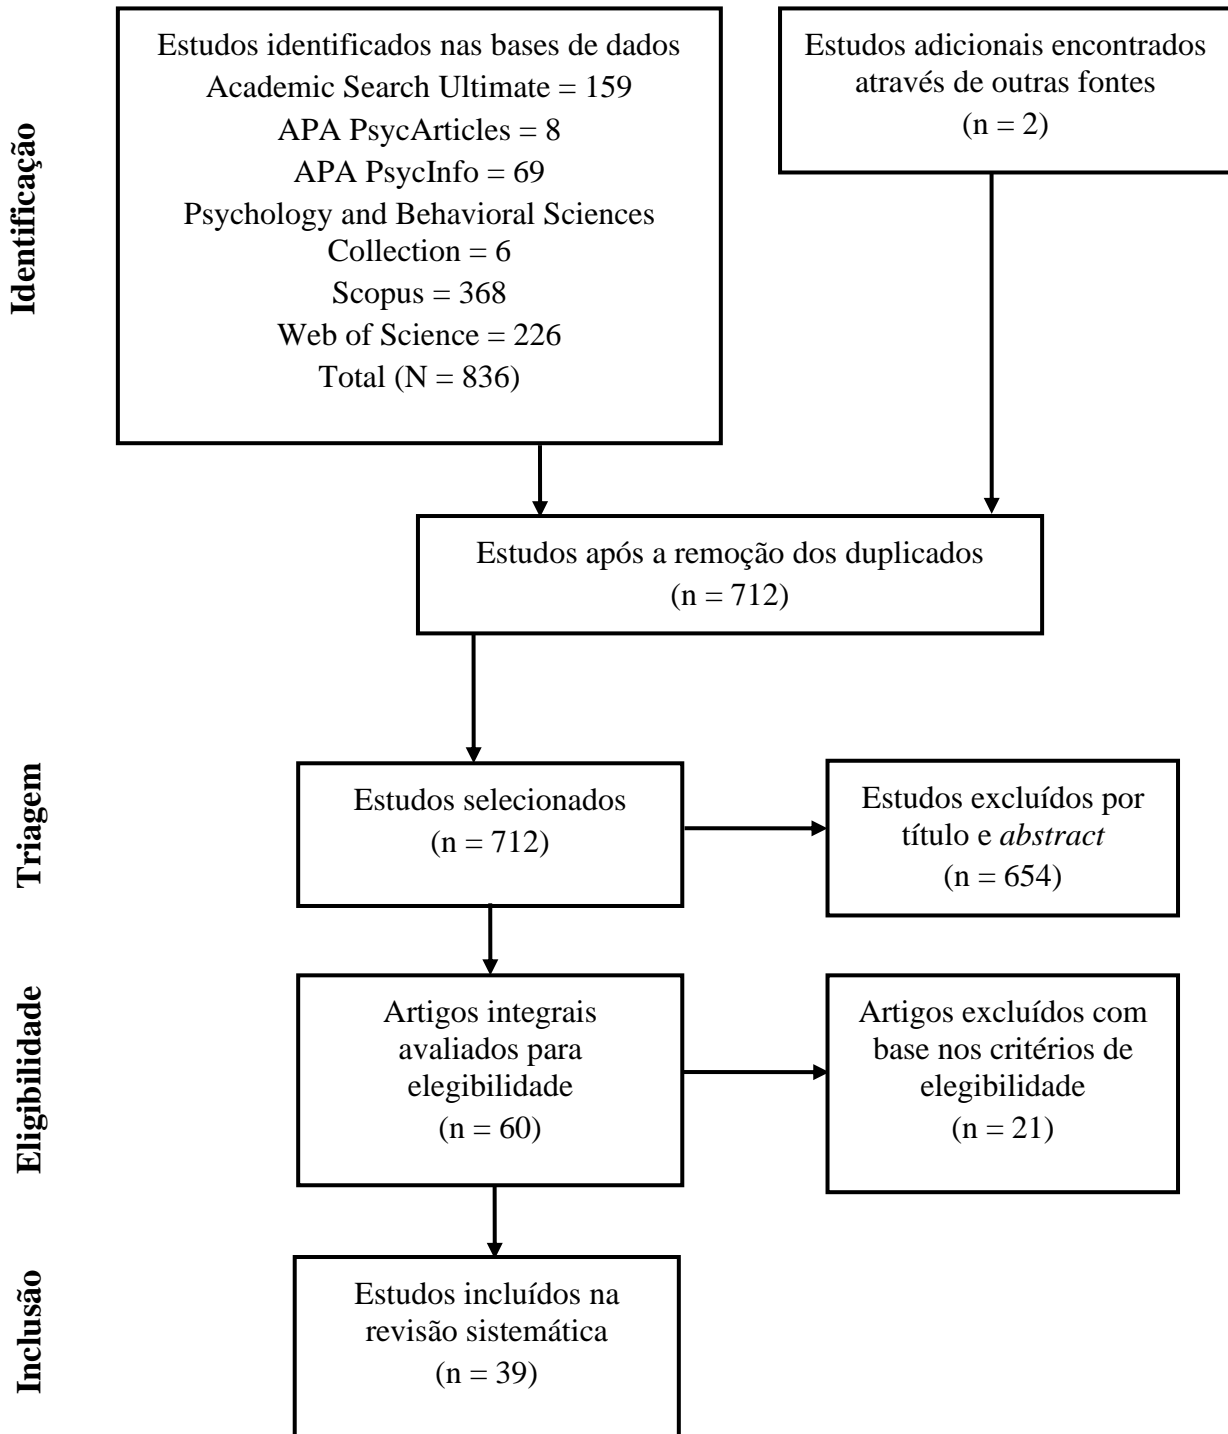 Identificação
Estudos identificados nas bases de dados
Academic Search Ultimate = 159
APA PsycArticles = 8
APA PsycInfo = 69
Psychology and Behavioral Sciences
Collection = 6
Scopus = 368
Web of Science = 226
Total (N = 836)
Estudos adicionais encontrados
através de outras fontes
(n = 2)
Estudos após a remoção dos duplicados
(n = 712)
Triagem
Estudos selecionados
(n = 712)
Estudos excluídos por
título e abstract
(n = 654)
Eligibilidade
Artigos integrais
avaliados para
elegibilidade
(n = 60)
Artigos excluídos com
base nos critérios de
elegibilidade
(n = 21)
Inclusão
Estudos incluídos na
revisão sistemática
(n = 39)